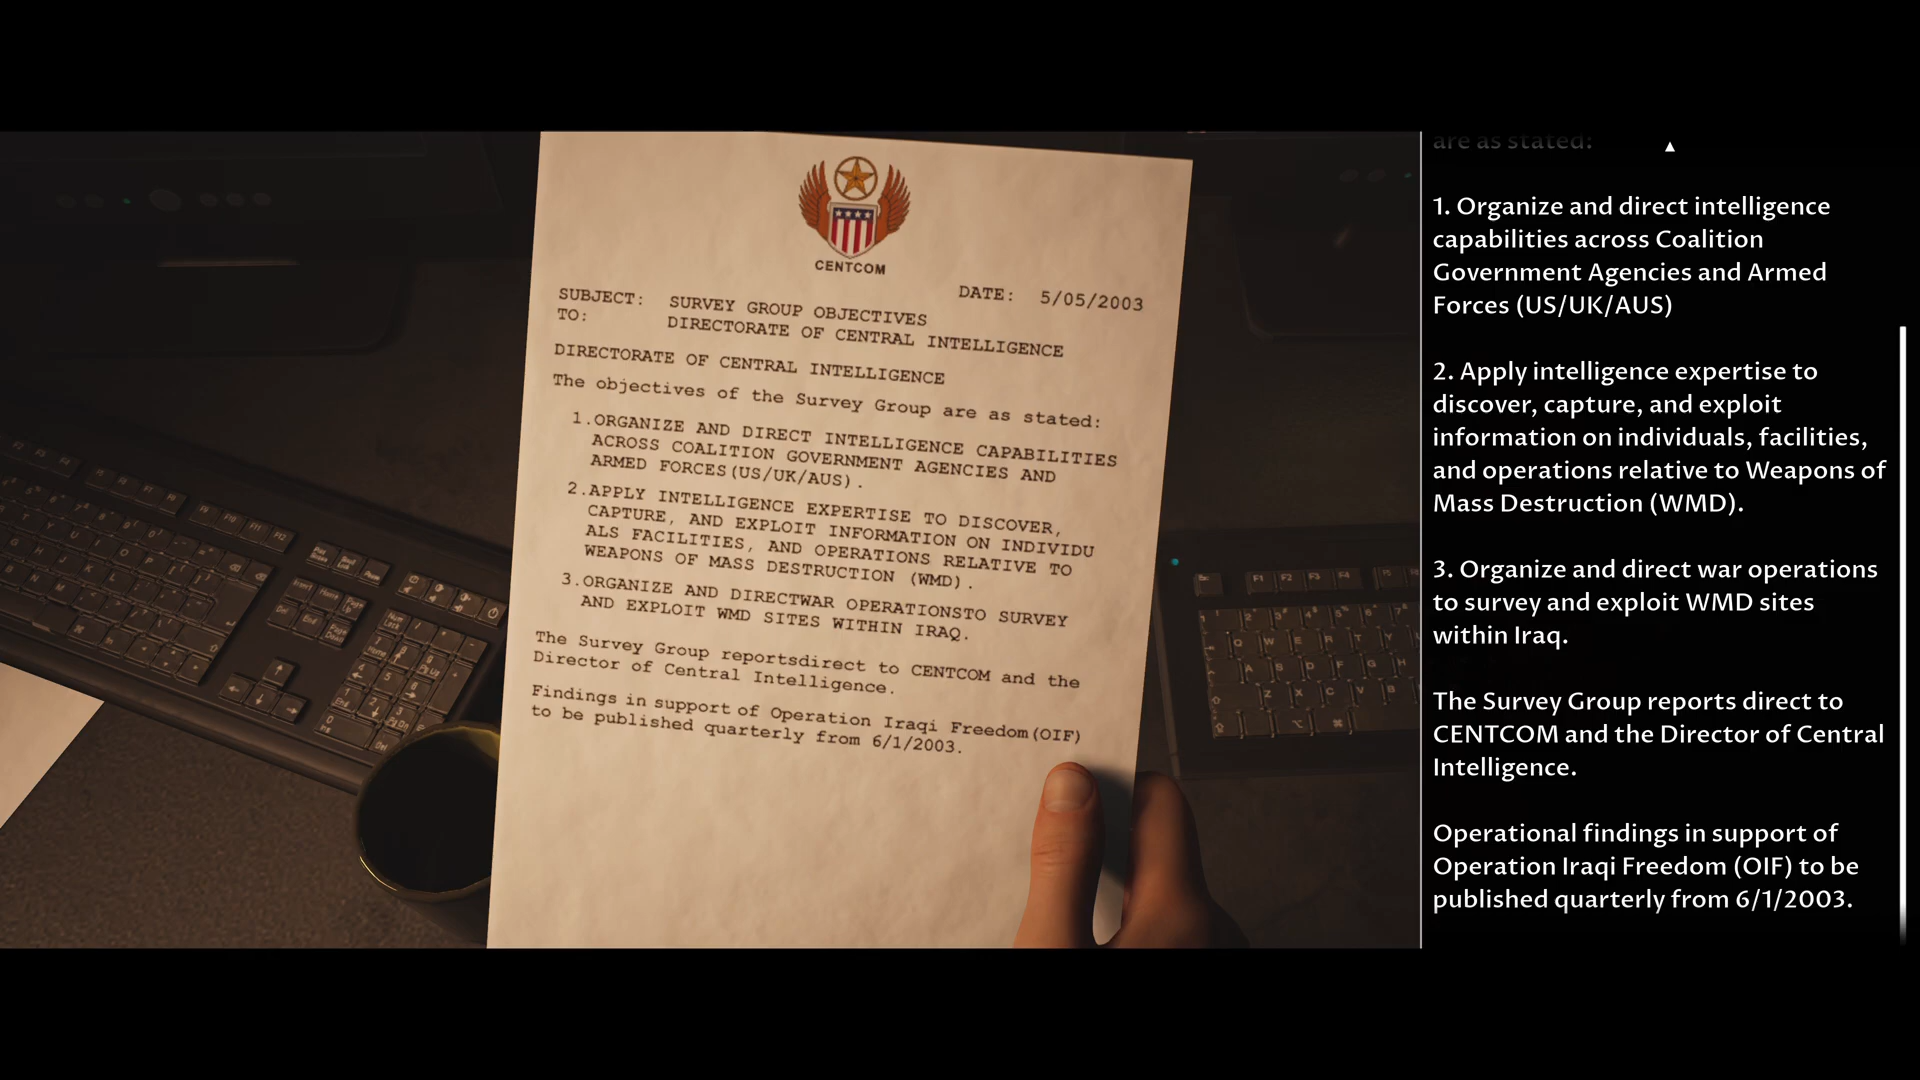 CENTCOM
DATE: 5/05/2003
SUBJECT: SURVEY GROUP OBJECTIVES
TO: DIRECTORATE OF CENTRAL INTELLIGENCE
DIRECTORATE OF CENTRAL INTELLIGENCE
The objectives of the Survey Group are as stated:
1.ORGANIZE AND DIRECT INTELLIGENCE CAPABILITIES
ACROSS COALITION GOVERNMENT AGENCIES AND
ARMED FORCES(US/UK/AUS).
2.APPLY INTELLIGENCE EXPERTISE TO DISCOVER,
CAPTURE, AND EXPLOIT INFORMATION ON INDIVIDU
ALS FACILITIES, AND OPERATIONS RELATIVE TO
WEAPONS OF MASS DESTRUCTION (WMD).
3.ORGANIZE AND DIRECTWAR OPERATIONSTO SURVEY
AND EXPLOIT WMD SITES WITHIN IRAQ.
The Survey Group reportsdirect to CENTCOM and the
Director of Central Intelligence.
Findings in support of Operation Iraqi Freedom(OIF)
to be published quarterly from 6/1/2003.
are as stated:
1. Organize and direct intelligence
capabilities across Coalition
Government Agencies and Armed
Forces (US/UK/AUS)
2. Apply intelligence expertise to
discover, capture, and exploit
information on individuals, facilities,
and operations relative to Weapons of
Mass Destruction (WMD).
3. Organize and direct war operations
to survey and exploit WMD sites
within Iraq.
The Survey Group reports direct to
CENTCOM and the Director of Central
Intelligence.
Operational findings in support of
Operation Iraqi Freedom (OIF) to be
published quarterly from 6/1/2003.